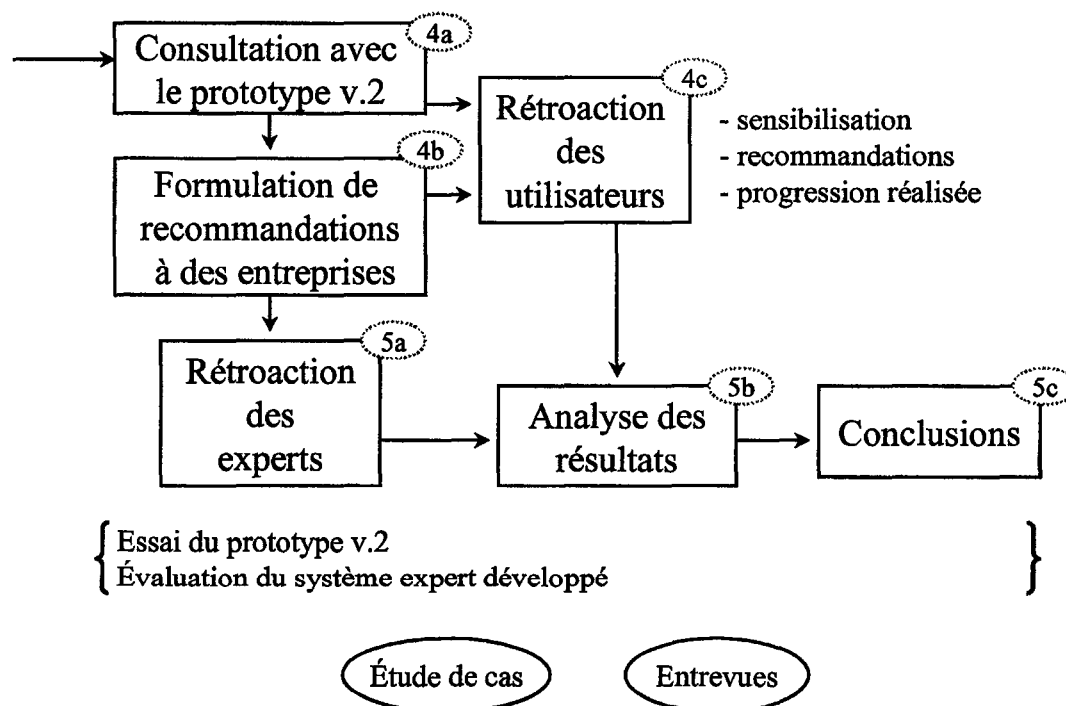 4a
Consultation avec
le prototype v.2
4c
Rétroaction
des
utilisateurs
- sensibilisation
- recommandations
- progression réalisée
4b
Formulation de
recommandations
à des entreprises
5a
Rétroaction
des
experts
5b
Analyse des
résultats
5c
Conclusions
Essai du prototype v.2
Évaluation du système expert développé
Étude de cas
Entrevues